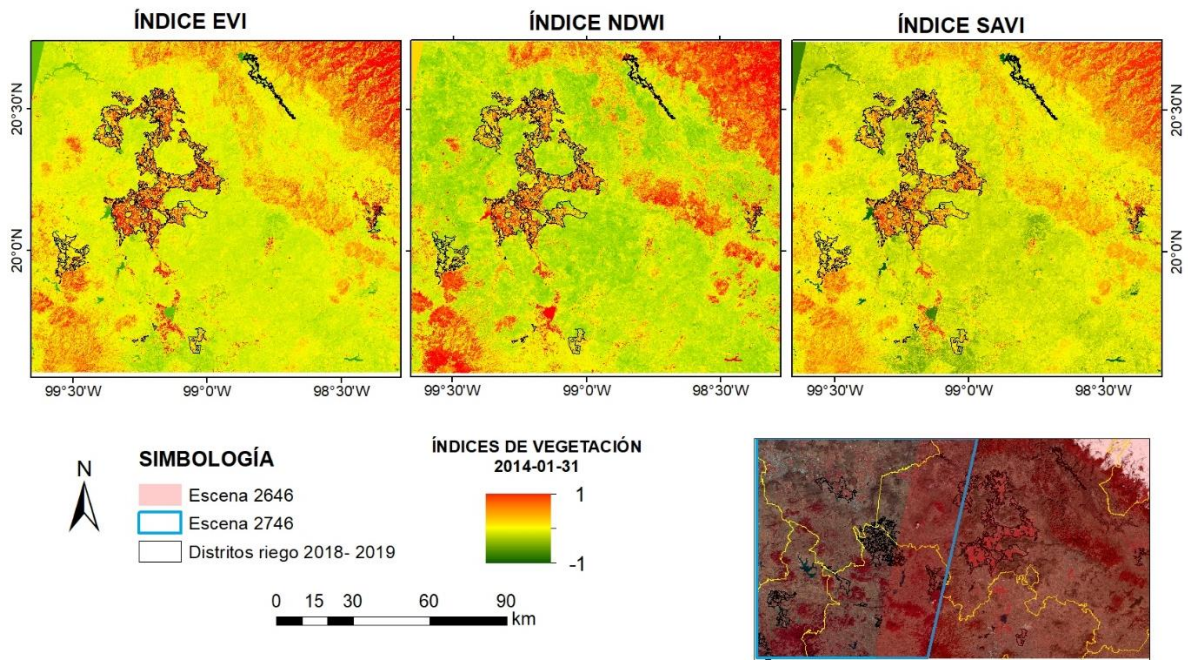 ÍNDICE EVI
ÍNDICE NDWI
ÍNDICE SAVI
20°30'N
20°0'N
20°30'N
20°0'N
99°30'W
99°0'W
98°30'W
99°30'W
99°0'W
98°30'W
99°30'W
99°0'W
98°30'W
N
SIMBOLOGÍA
Escena 2646
Escena 2746
Distritos riego 2018- 2019
ÍNDICES DE VEGETACIÓN
2014-01-31
1
-1
0 15 30 60 90
km